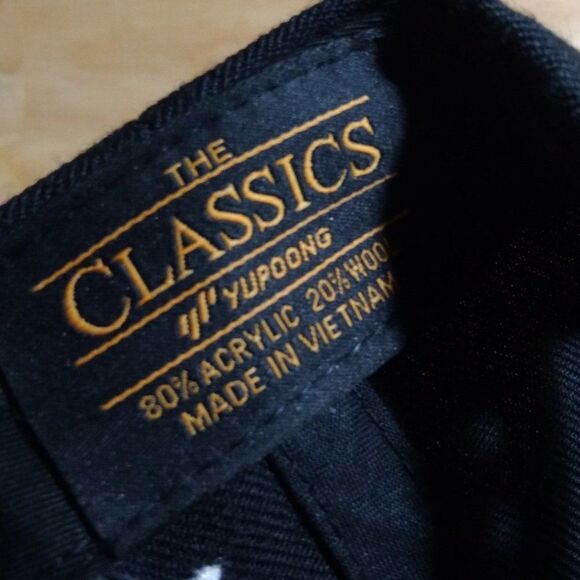 THE
CLASSICS
YUPOONG
80% ACRYLIC 20% WOOL
MADE IN VIETNAM